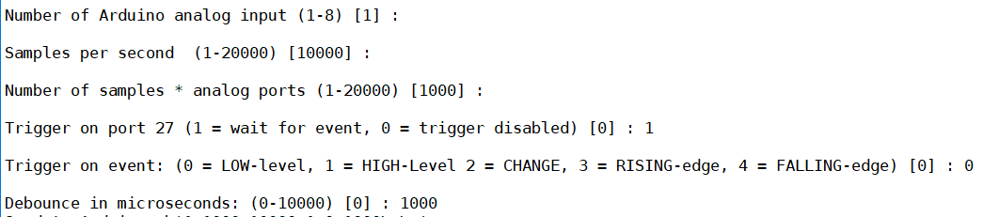 Number of Arduino analog input (1-8) [1] :
Samples per second  (1-20000) [10000] :
Number of samples * analog ports (1-20000) [1000] :
Trigger on port 27 (1 = wait for event, 0 = trigger disabled) [0] : 1
Trigger on event: (0 = LOW-level, 1 = HIGH-Level 2 = CHANGE, 3 = RISING-edge, 4 = FALLING-edge) [0] : 0
Debounce in microseconds: (0-10000) [0] : 1000